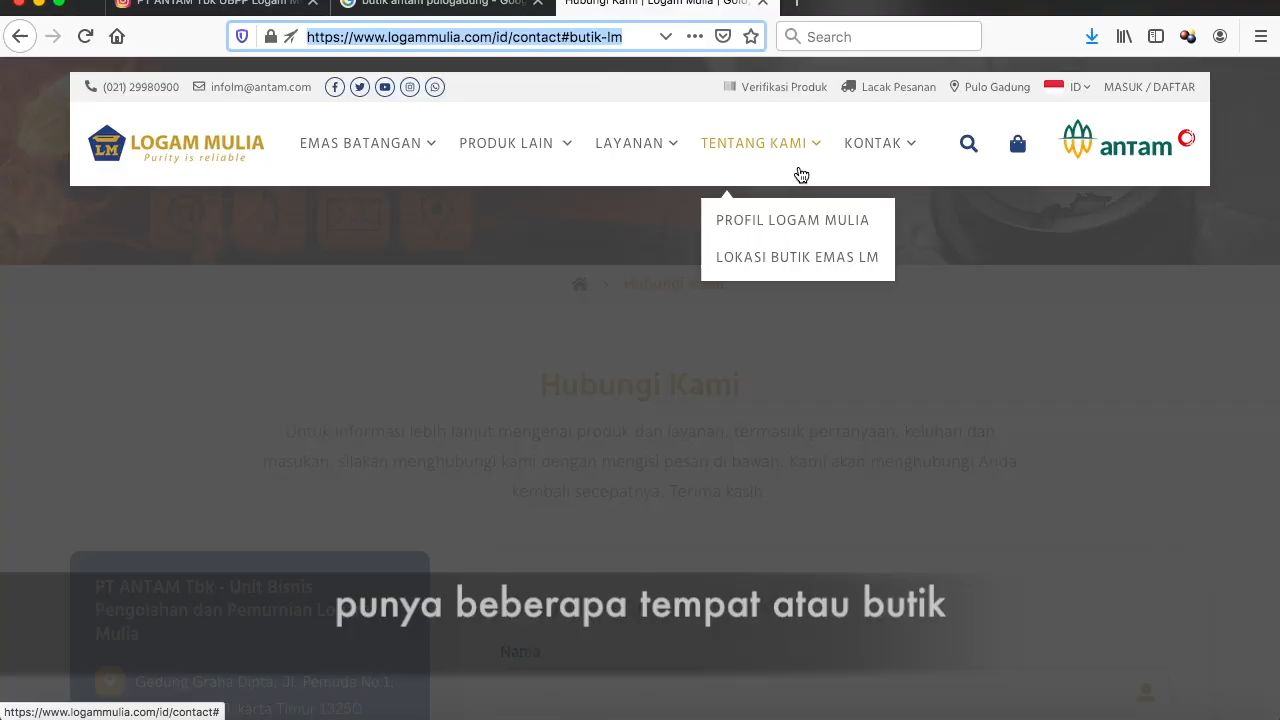 PT ANTAM Tbk UBPP Logam M
butik antam pulogadung - Goo
Hubungi Kami | Logam Mulia | Gold,
https://www.logammulia.com/id/contact#butik-lm
Search
(021) 29980900
infolm@antam.com
Verifikasi Produk
Lacak Pesanan
Pulo Gadung
ID
MASUK / DAFTAR
LM
LOGAM MULIA
Purity is reliable
EMAS BATANGAN
PRODUK LAIN
LAYANAN
TENTANG KAMI
KONTAK
antam
PROFIL LOGAM MULIA
LOKASI BUTIK EMAS LM
Hubungi Kami
Hubungi Kami
Untuk informasi lebih lanjut mengenai produk dan layanan, termasuk pertanyaan, keluhan dan
masukan, silakan menghubungi kami dengan mengisi pesan di bawah. Kami akan menghubungi Anda
kembali secepatnya. Terima kasih.
PT ANTAM Tbk - Unit Bisnis
Pengolahan dan Pemurnian Lo
Mulia
punya beberapa tempat atau butik
Nama
Gedung Graha Dipta, Jl. Pemuda No.1,
karta Timur 13250
https://www.logammulia.com/id/contact#